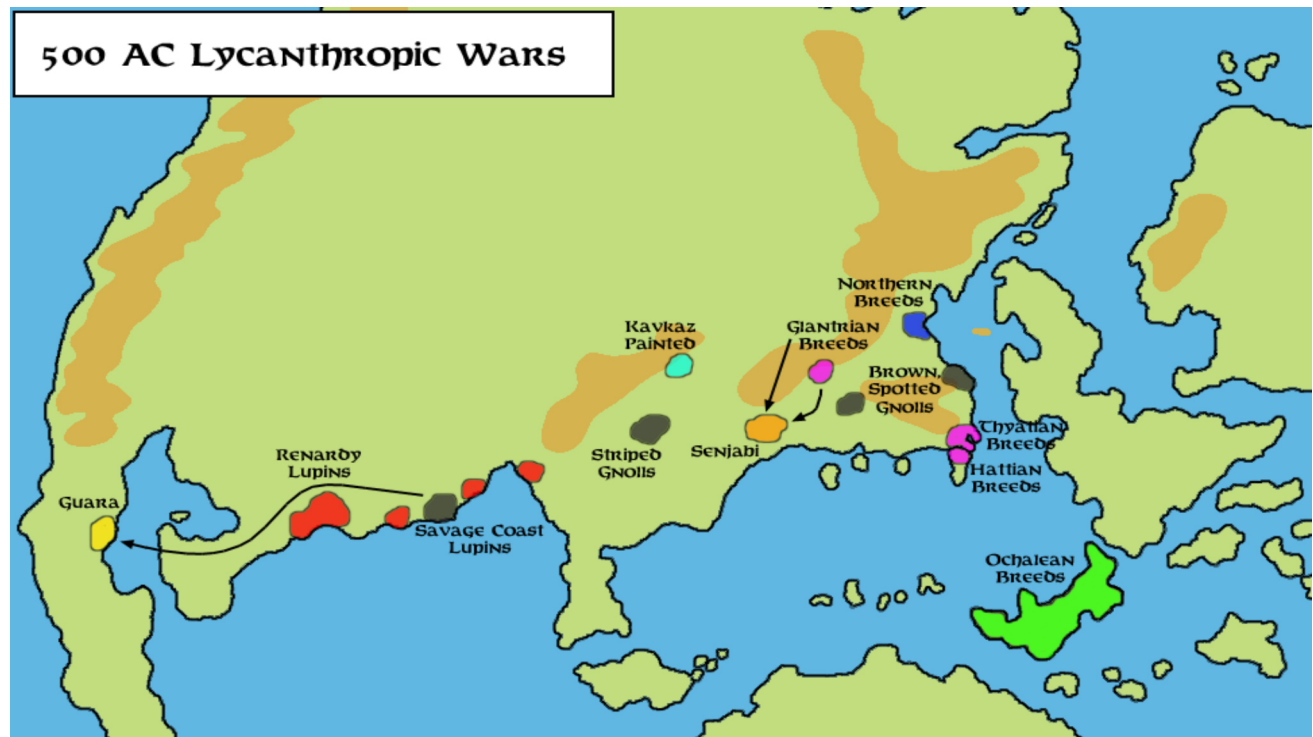 500 AC Lycanthropic Wars
Northern
Breeds
Kavkaz
Painted
Glantrian
Breeds
Brown,
Spotted
Gnolls
Thyatian
Breeds
Hattian
Breeds
Senjabi
Striped
Gnolls
Renardy
Lupins
Guara
Savage Coast
Lupins
Ochalean
Breeds